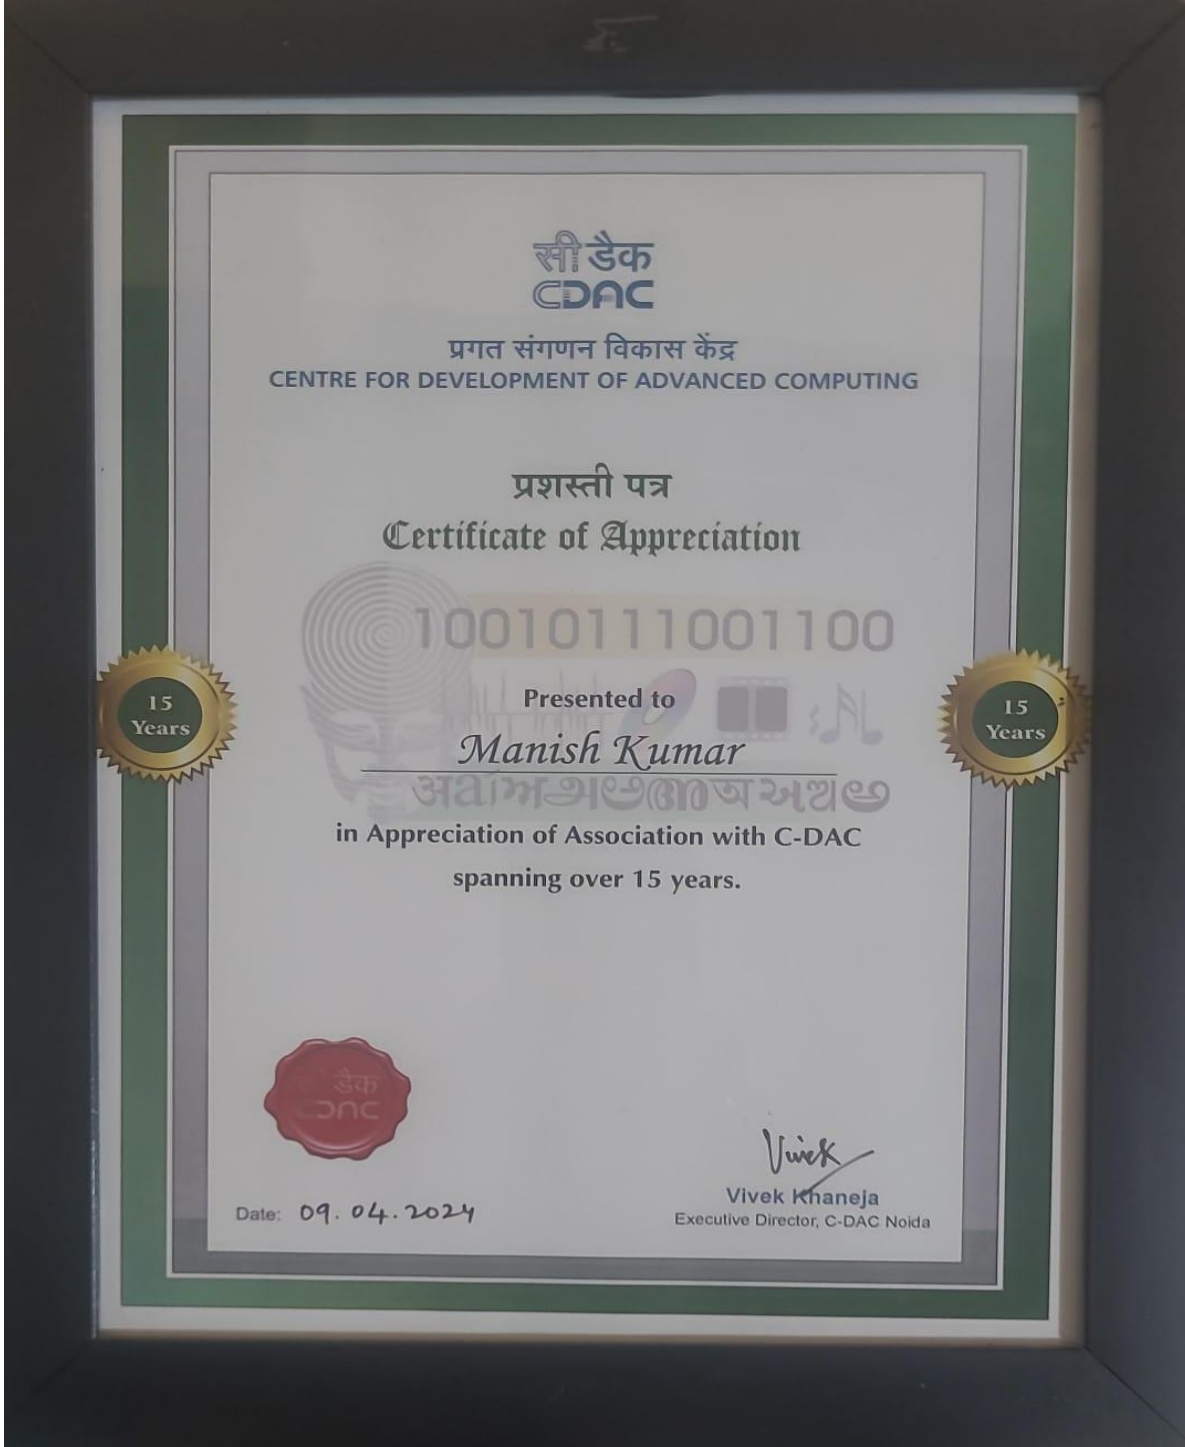 सी डैक
CDAC
प्रगत संगणन विकास केंद्र
CENTRE FOR DEVELOPMENT OF ADVANCED COMPUTING
प्रशस्ती पत्र
Certificate of Appreciation
10010111001100
15
Years
15
Years
Presented to
Manish Kumar
in Appreciation of Association with C-DAC
spanning over 15 years.
डैक
CDAC
Vivek
Vivek Khaneja
Executive Director, C-DAC Noida
Date: 09.04.2024